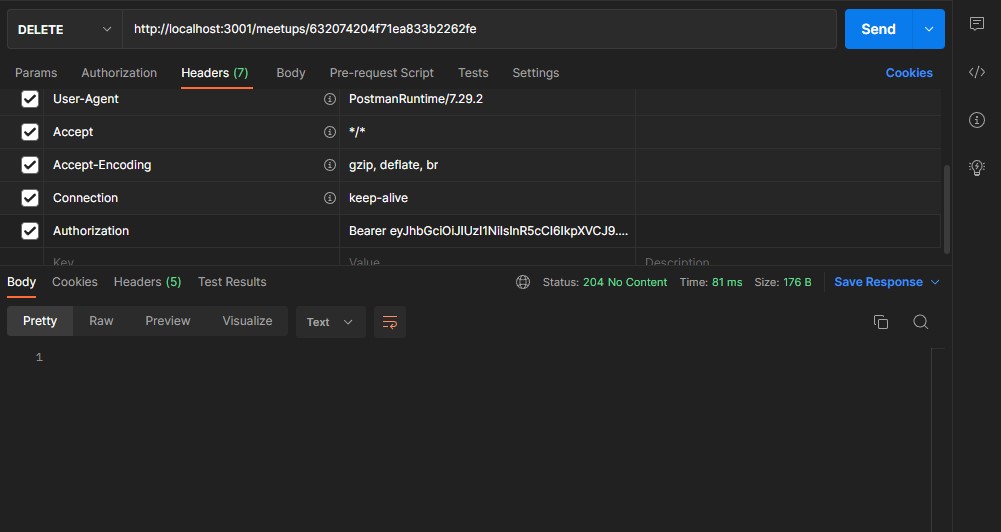 DELETE http://localhost:3001/meetups/632074204f71ea833b2262fe Send
Params Authorization Headers (7) Body Pre-request Script Tests Settings Cookies
User-Agent PostmanRuntime/7.29.2
Accept */*
Accept-Encoding gzip, deflate, br
Connection keep-alive
Authorization Bearer eyJhbGciOiJIUzI1NiIsInR5cCI6IkpXVCJ9....
Key Value Description
Body Cookies Headers (5) Test Results Status: 204 No Content Time: 81 ms Size: 176 B Save Response
Pretty Raw Preview Visualize Text
1